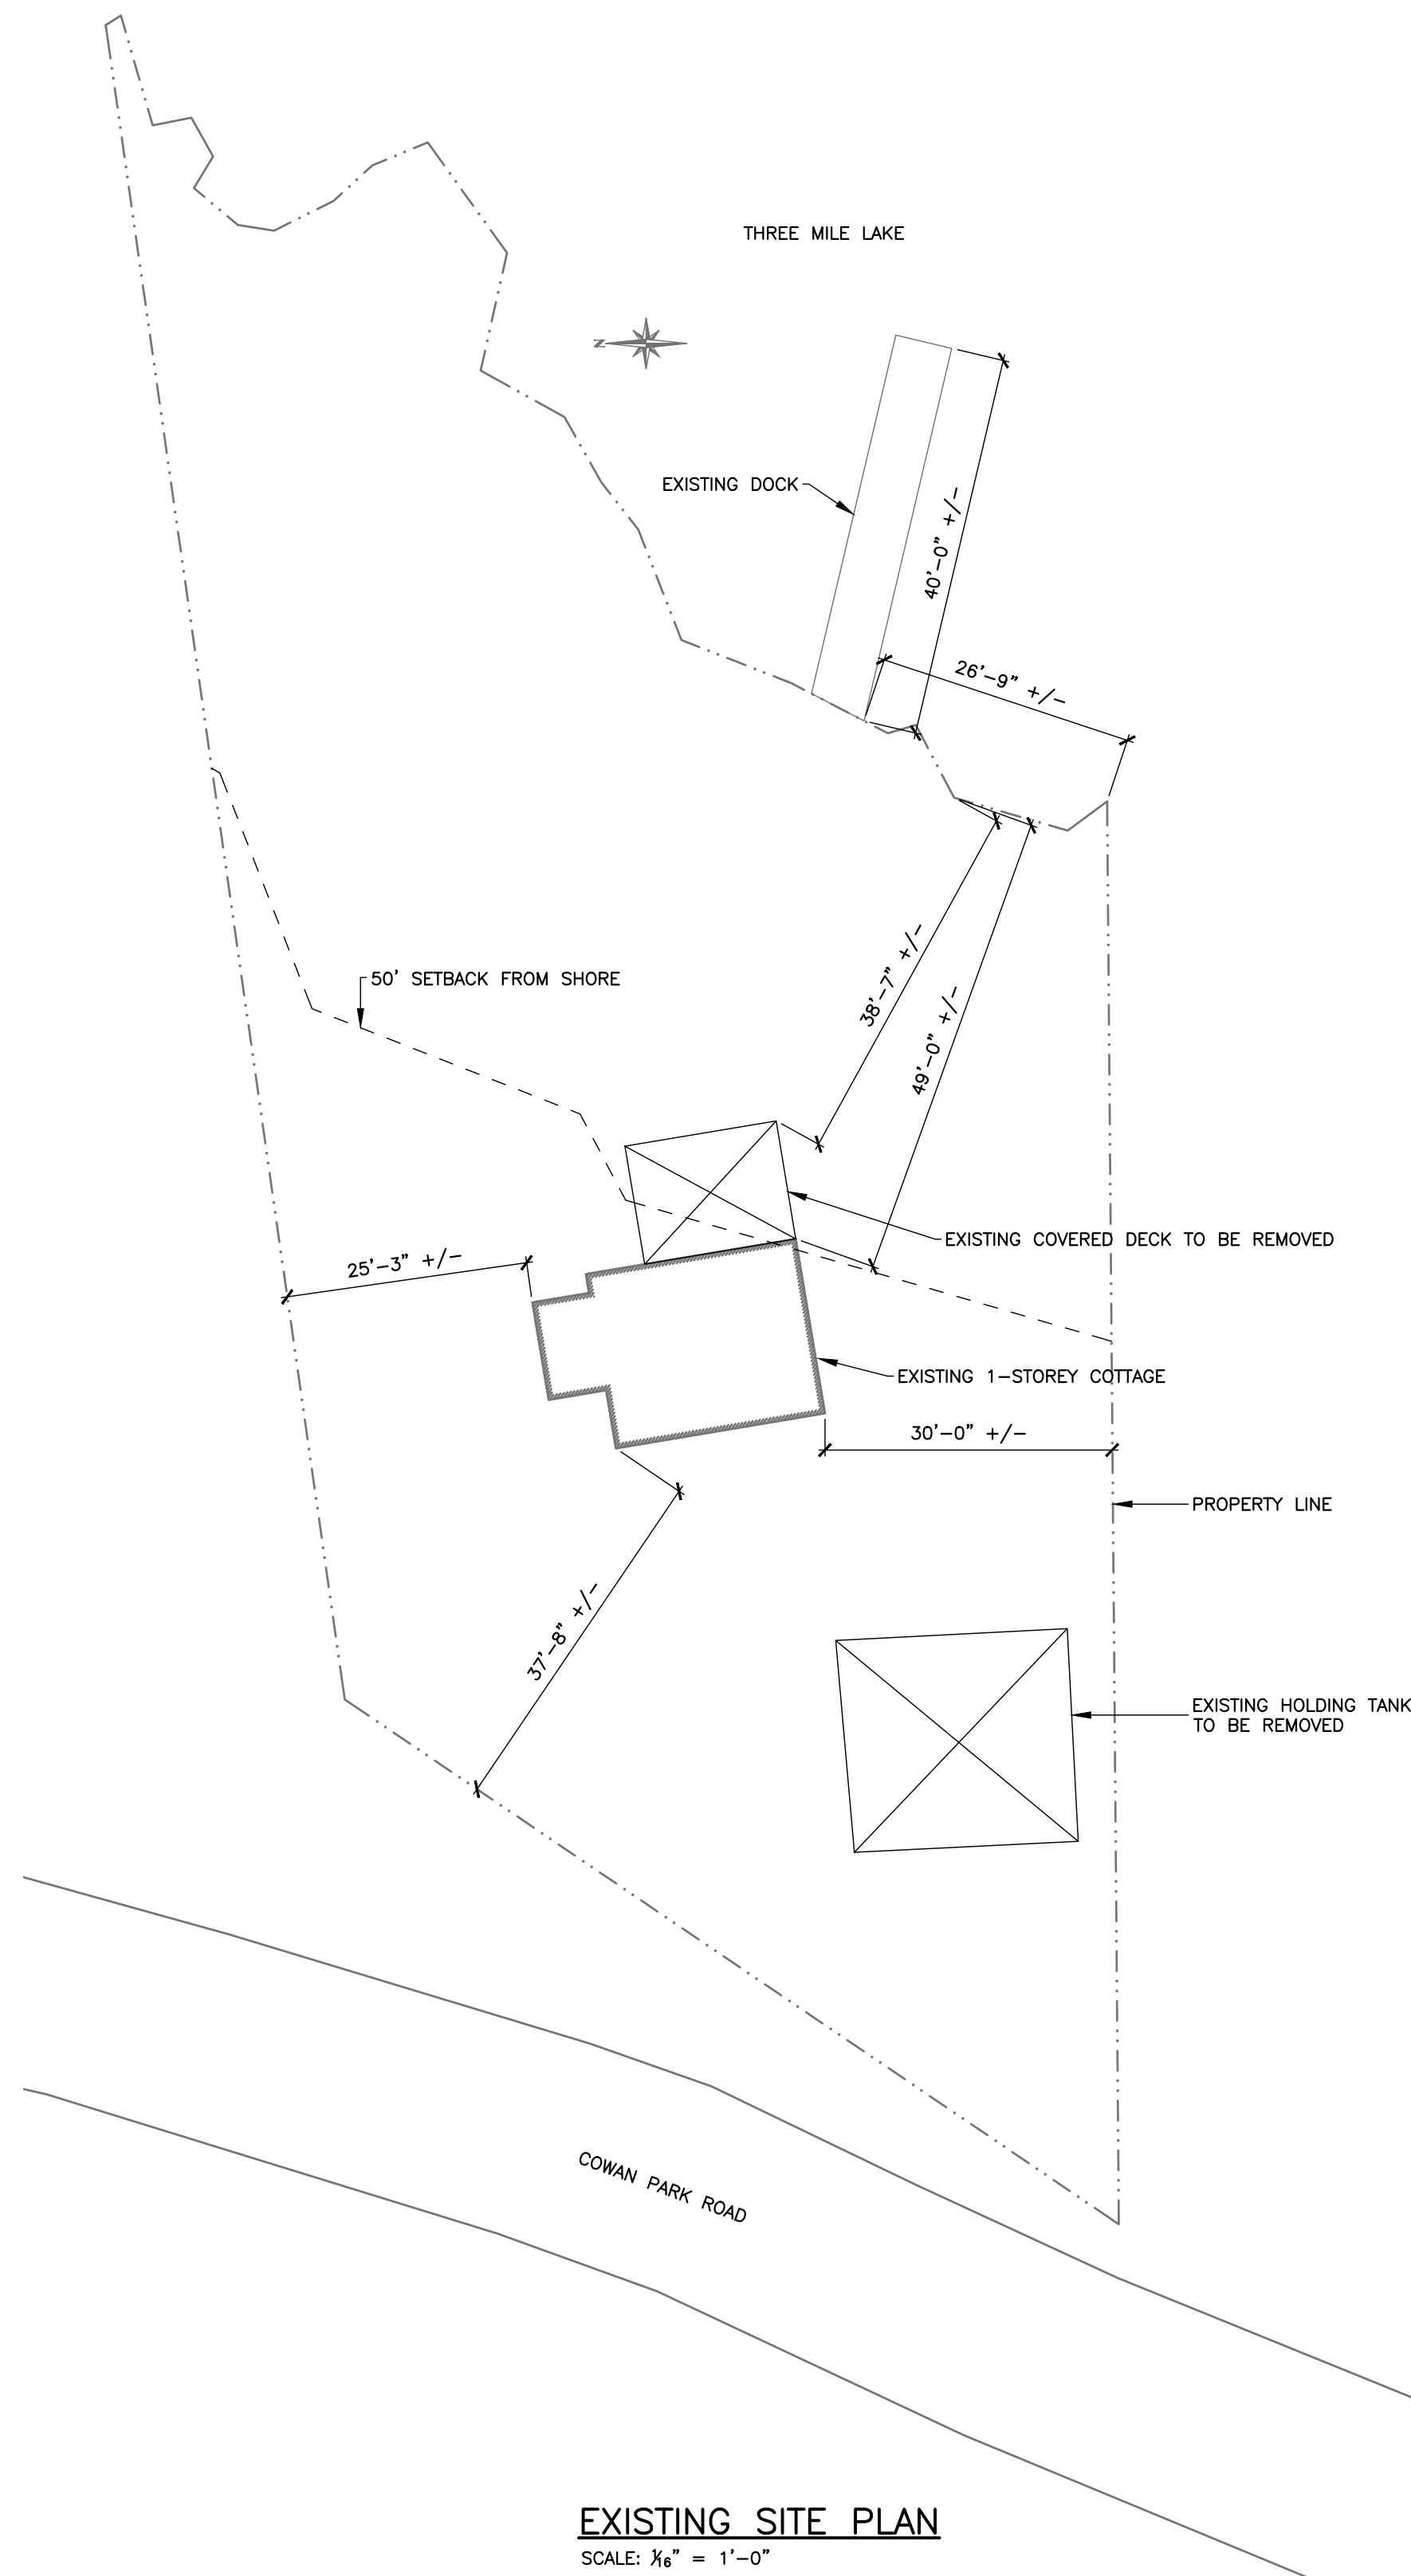 THREE MILE LAKE
N
EXISTING DOCK
40'-0" +/-
26'-9" +/-
50' SETBACK FROM SHORE
38'-7" +/-
49'-0" +/-
EXISTING COVERED DECK TO BE REMOVED
25'-3" +/-
EXISTING 1-STOREY COTTAGE
30'-0" +/-
PROPERTY LINE
37'-8" +/-
EXISTING HOLDING TANK
TO BE REMOVED
COWAN PARK ROAD
EXISTING SITE PLAN
SCALE: 1/16" = 1'-0"